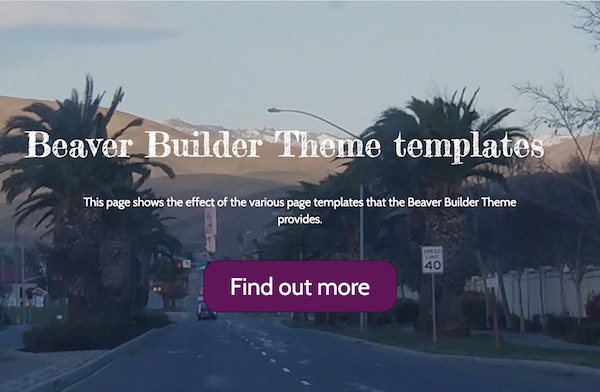 Beaver Builder Theme templates
This page shows the effect of the various page templates that the Beaver Builder Theme
provides.
SPEED
LIMIT
40
Find out more